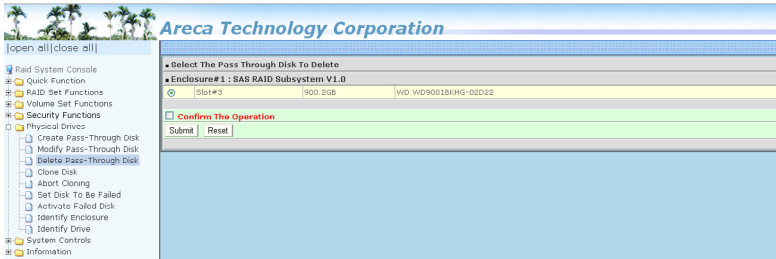 Areca Technology Corporation
|open all|close all|
Raid System Console
Quick Function
RAID Set Functions
Volume Set Functions
Security Functions
Physical Drives
Create Pass-Through Disk
Modify Pass-Through Disk
Delete Pass-Through Disk
Clone Disk
Abort Cloning
Set Disk To Be Failed
Activate Failed Disk
Identify Enclosure
Identify Drive
System Controls
Information
Select The Pass Through Disk To Delete
Enclosure#1 : SAS RAID Subsystem V1.0
Slot#3 900.2GB WD WD9001BKHG-02D22
Confirm The Operation
Submit Reset